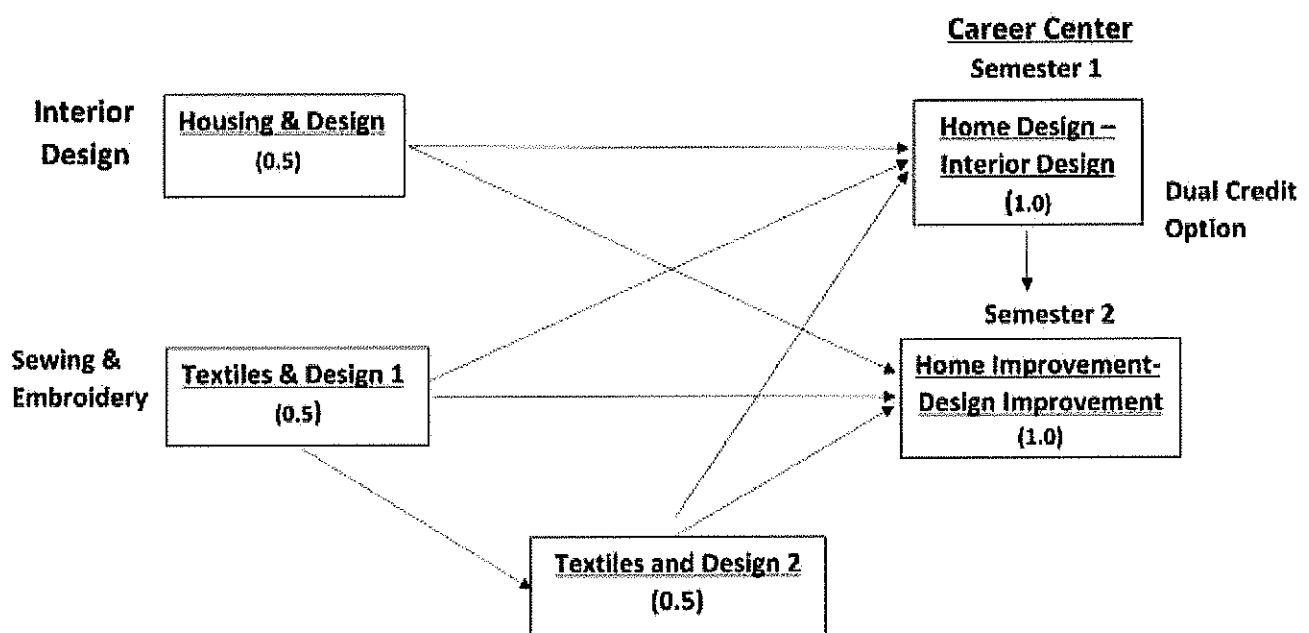 Career Center
Semester 1
Interior
Design
Housing & Design
(0.5)
Home Design –
Interior Design
(1.0)
Dual Credit
Option
Semester 2
Sewing &
Embroidery
Textiles & Design 1
(0.5)
Home Improvement-
Design Improvement
(1.0)
Textiles and Design 2
(0.5)